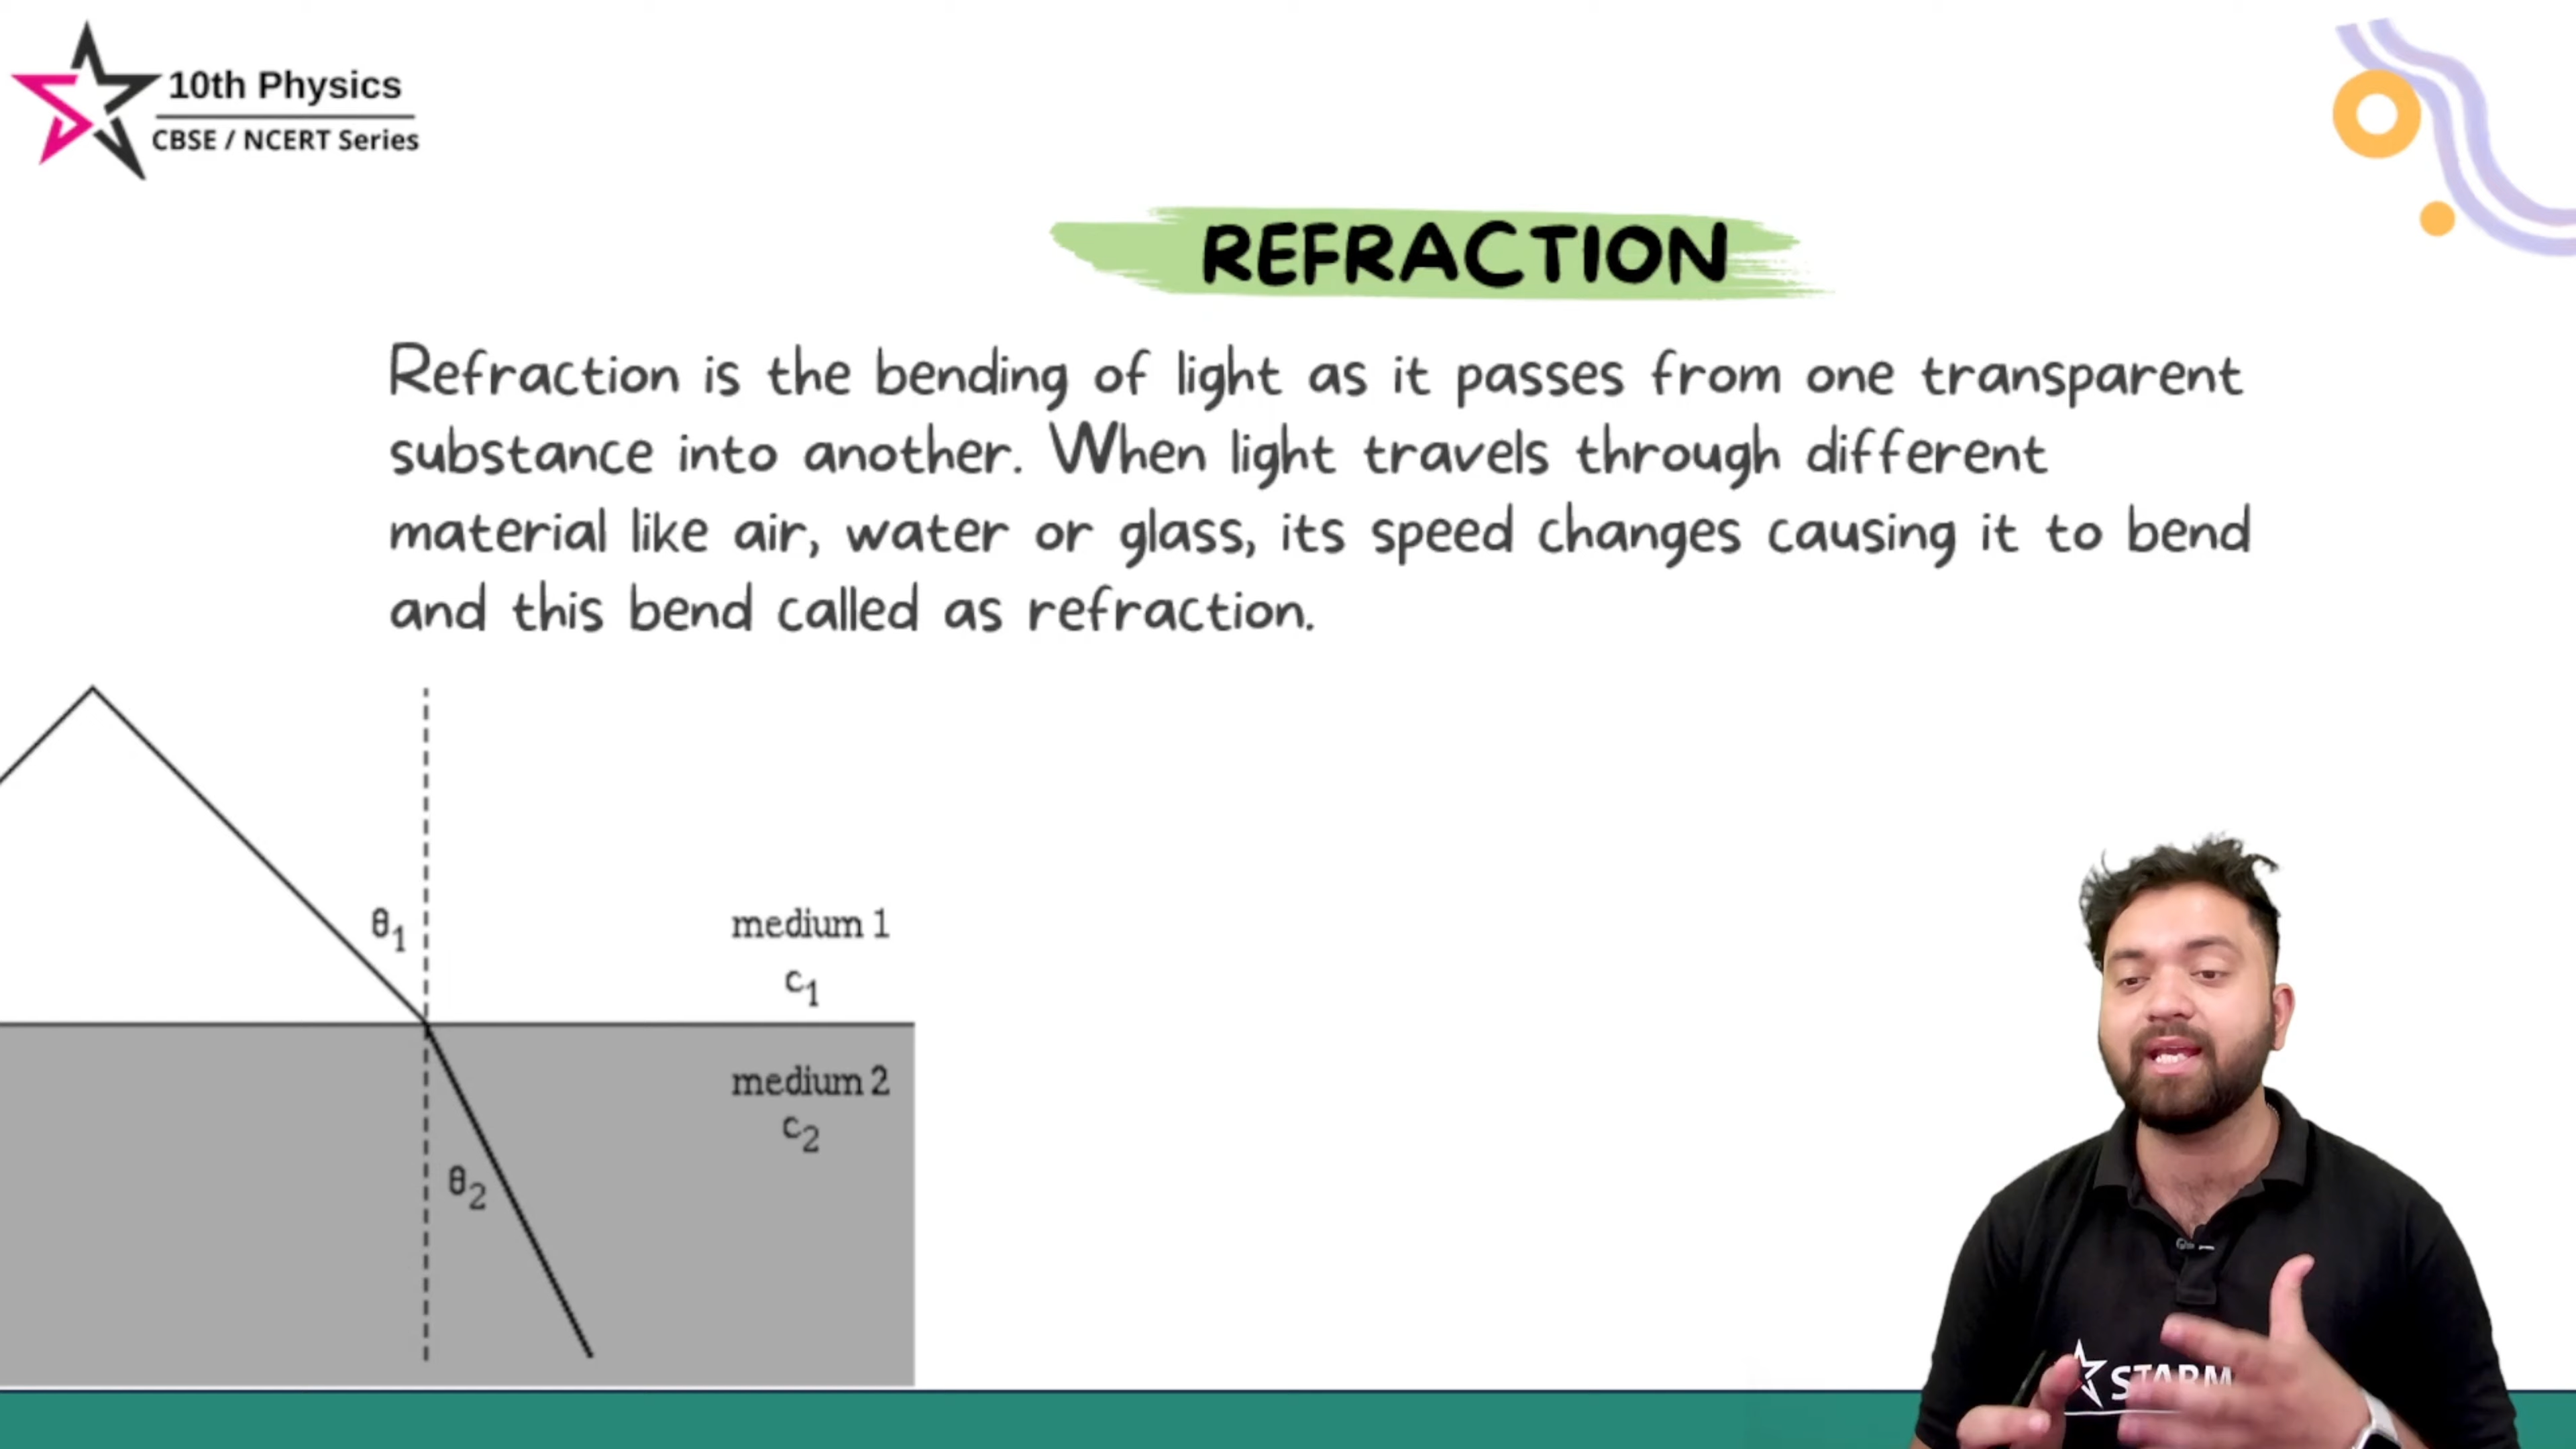 10th Physics
CBSE / NCERT Series
REFRACTION
Refraction is the bending of light as it passes from one transparent
substance into another. When light travels through different
material like air, water or glass, its speed changes causing it to bend
and this bend called as refraction.
θ1
medium 1
c1
medium 2
c2
θ2